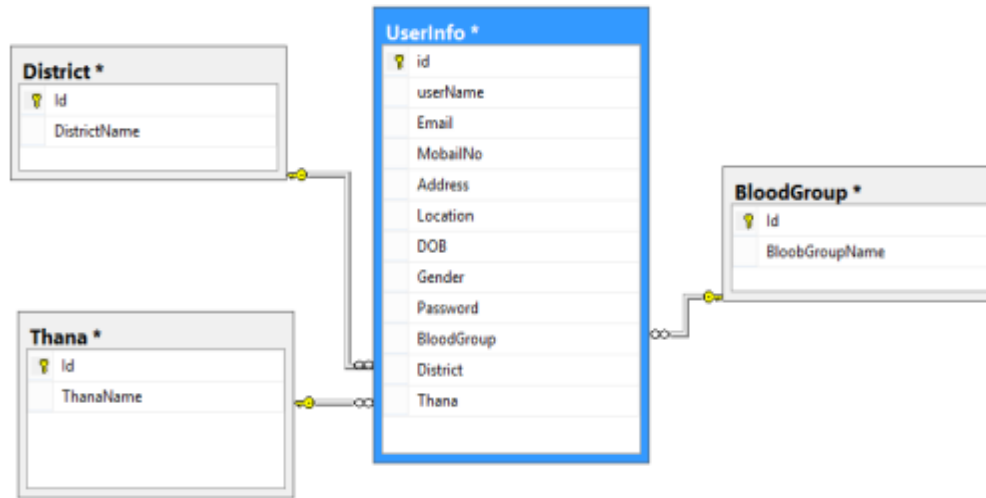 District *
Id
DistrictName
Thana *
Id
ThanaName
UserInfo *
id
userName
Email
MobailNo
Address
Location
DOB
Gender
Password
BloodGroup
District
Thana
BloodGroup *
Id
BloobGroupName